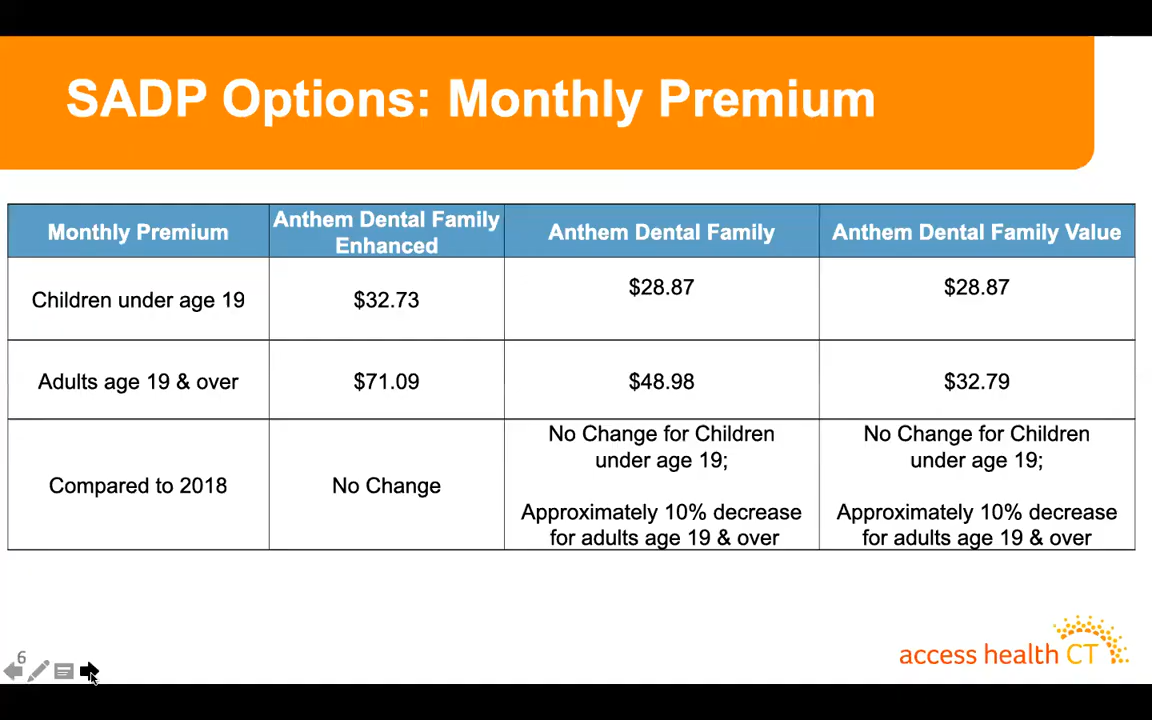 SADP Options: Monthly Premium
Monthly Premium
Anthem Dental Family
Enhanced
Anthem Dental Family
Anthem Dental Family Value
Children under age 19
$32.73
$28.87
$28.87
Adults age 19 & over
$71.09
$48.98
$32.79
Compared to 2018
No Change
No Change for Children
under age 19;
Approximately 10% decrease
for adults age 19 & over
No Change for Children
under age 19;
Approximately 10% decrease
for adults age 19 & over
6
access health CT